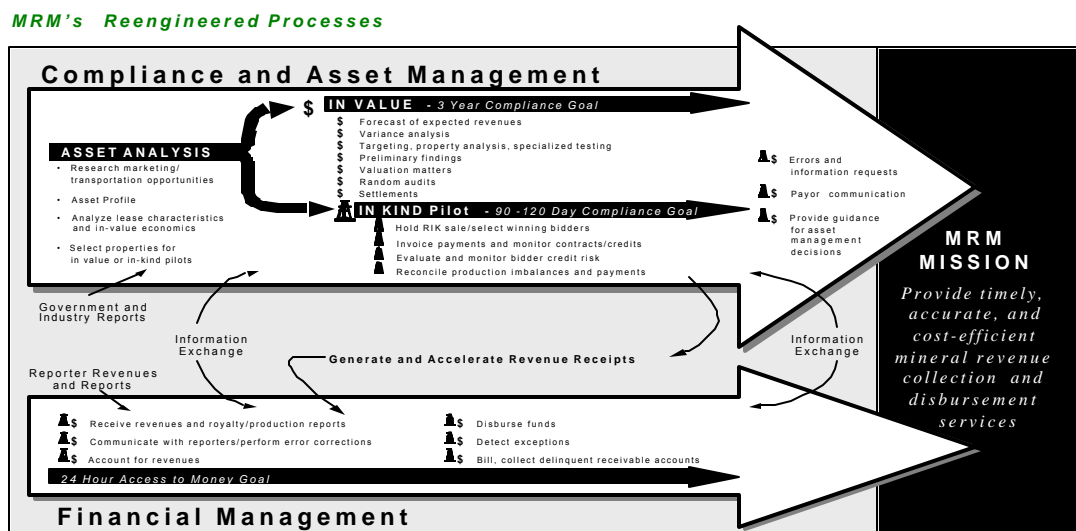 MRM's Reengineered Processes
Compliance and Asset Management
ASSET ANALYSIS
• Research marketing/
transportation opportunities
• Asset Profile
• Analyze lease characteristics
and in-value economics
• Select properties for
in value or in-kind pilots
$ IN VALUE - 3 Year Compliance Goal
$ Forecast of expected revenues
$ Variance analysis
$ Targeting, property analysis, specialized testing
$ Preliminary findings
$ Valuation matters
$ Random audits
$ Settlements
IN KIND Pilot - 90 -120 Day Compliance Goal
Hold RIK sale/select winning bidders
Invoice payments and monitor contracts/credits
Evaluate and monitor bidder credit risk
Reconcile production imbalances and payments
$ Errors and
information requests
$ Payor communication
$ Provide guidance
for asset
management
decisions
Government and
Industry Reports
Information
Exchange
Generate and Accelerate Revenue Receipts
Information
Exchange
Reporter Revenues
and Reports
$ Receive revenues and royalty/production reports
$ Communicate with reporters/perform error corrections
$ Account for revenues
$ Disburse funds
$ Detect exceptions
$ Bill, collect delinquent receivable accounts
24 Hour Access to Money Goal
Financial Management
MRM
MISSION
Provide timely,
accurate, and
cost-efficient
mineral revenue
collection and
disbursement
services